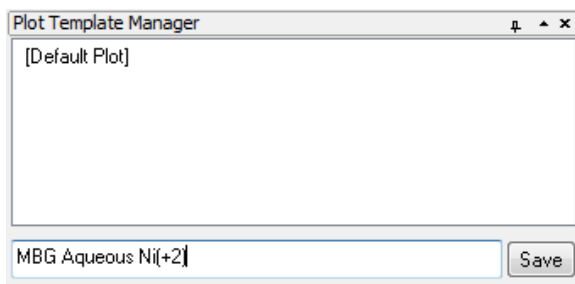 Plot Template Manager
[Default Plot]
MBG Aqueous Ni(+2)
Save